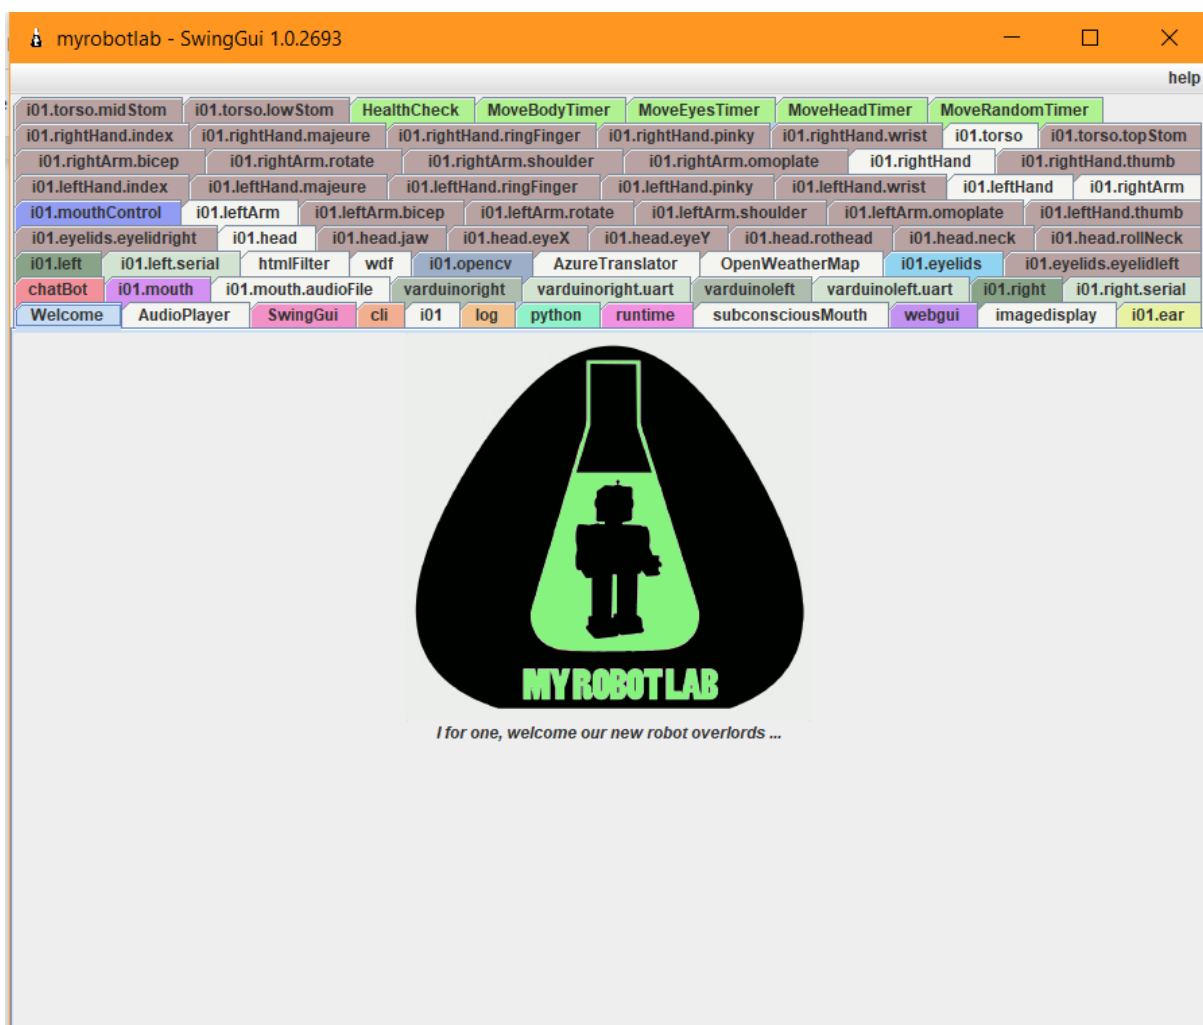 myrobotlab - SwingGui 1.0.2693
help
i01.torso.midStom i01.torso.lowStom HealthCheck MoveBodyTimer MoveEyesTimer MoveHeadTimer MoveRandomTimer
i01.rightHand.index i01.rightHand.majeure i01.rightHand.ringFinger i01.rightHand.pinky i01.rightHand.wrist i01.torso i01.torso.topStom
i01.rightArm.bicep i01.rightArm.rotate i01.rightArm.shoulder i01.rightArm.omoplate i01.rightHand i01.rightHand.thumb
i01.leftHand.index i01.leftHand.majeure i01.leftHand.ringFinger i01.leftHand.pinky i01.leftHand.wrist i01.leftHand i01.rightArm
i01.mouthControl i01.leftArm i01.leftArm.bicep i01.leftArm.rotate i01.leftArm.shoulder i01.leftArm.omoplate i01.leftHand.thumb
i01.eyelids.eyelidright i01.head i01.head.jaw i01.head.eyeX i01.head.eyeY i01.head.rothead i01.head.neck i01.head.rollNeck
i01.left i01.left.serial htmlFilter wdf i01.opencv AzureTranslator OpenWeatherMap i01.eyelids i01.eyelids.eyelidleft
chatBot i01.mouth i01.mouth.audioFile varduinoright varduinoright.uart varduinoleft varduinoleft.uart i01.right i01.right.serial
Welcome AudioPlayer SwingGui cli i01 log python runtime subconsciousMouth webgui imagedisplay i01.ear
MYROBOTLAB
I for one, welcome our new robot overlords ...